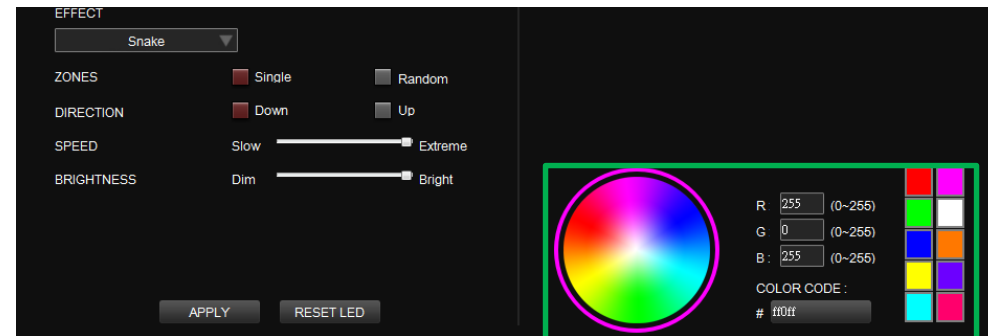 EFFECT
Snake
ZONES Single Random
DIRECTION Down Up
SPEED Slow Extreme
BRIGHTNESS Dim Bright
APPLY RESET LED
R 255 (0~255)
G 0 (0~255)
B: 255 (0~255)
COLOR CODE :
# ff0ff